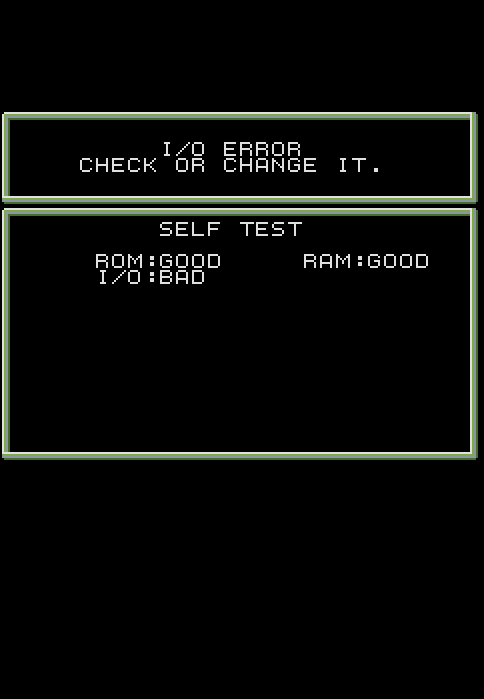 I/O ERROR
CHECK OR CHANGE IT.
SELF TEST
ROM:GOOD RAM:GOOD
I/O:BAD